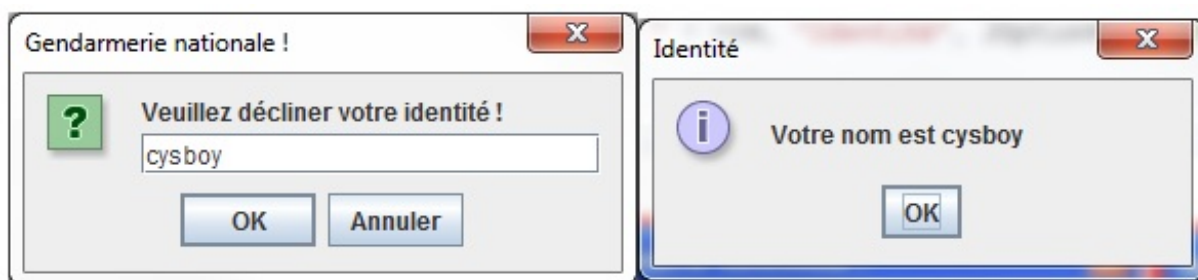 Gendarmerie nationale !
?
Veuillez décliner votre identité !
cysboy
OK Annuler
Identité
i
Votre nom est cysboy
OK